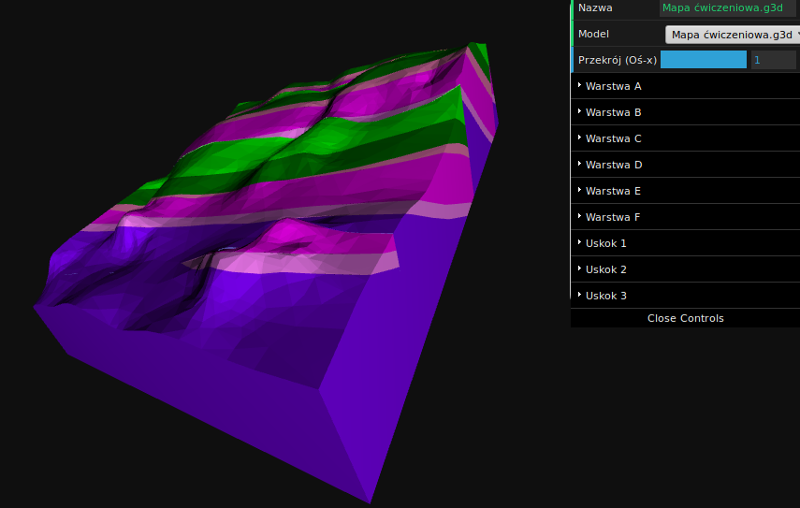 Nazwa Mapa ćwiczeniowa.g3d
Model Mapa ćwiczeniowa.g3d
Przekrój (Oś-x) 1
Warstwa A
Warstwa B
Warstwa C
Warstwa D
Warstwa E
Warstwa F
Uskok 1
Uskok 2
Uskok 3
Close Controls